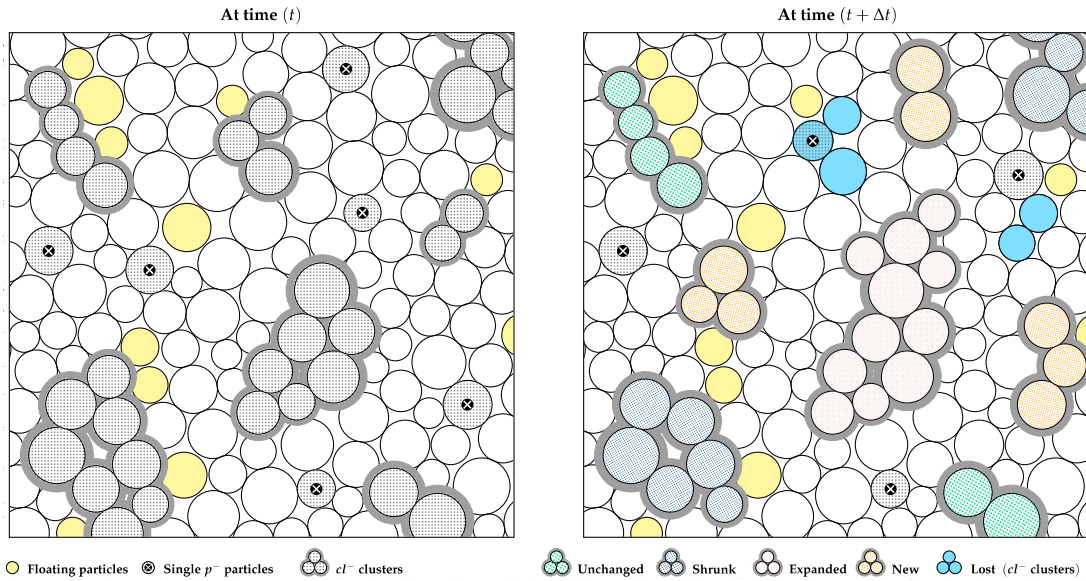 At time (t)
At time (t + Δt)
Floating particles
Single p⁻ particles
cl⁻ clusters
Unchanged
Shrunk
Expanded
New
Lost (cl⁻ clusters)